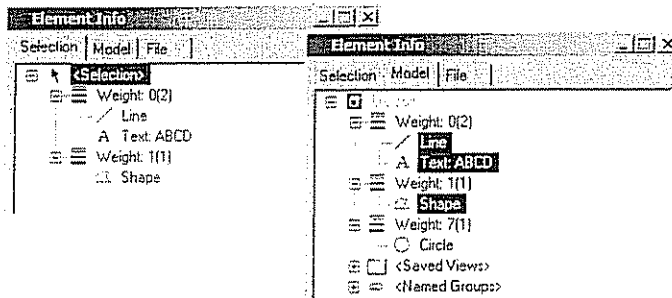 Element Info
Selection Model File
<Selection>
Weight: 0(2)
Line
A Text: ABCD
Weight: 1(1)
Shape
Element Info
Selection Model File
Weight: 0(2)
Line
A Text: ABCD
Weight: 1(1)
Shape
Weight: 7(1)
Circle
<Saved Views>
<Named Groups>